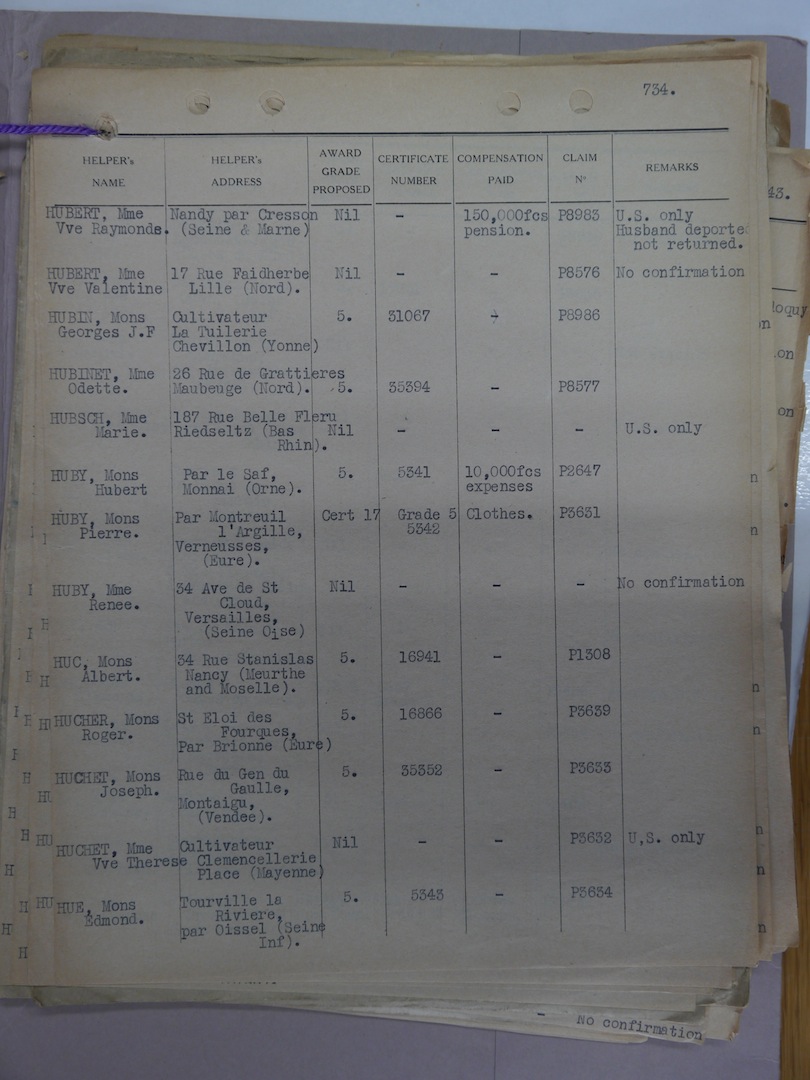 734.
HELPER's NAME HELPER's ADDRESS AWARD GRADE PROPOSED CERTIFICATE NUMBER COMPENSATION PAID CLAIM Nº REMARKS
HUBERT, Mme Nandy par Cresson Nil - 150,000fcs P8983 U.S. only
Vve Raymonds. (Seine & Marne) pension. Husband deporte
not returned.
HUBERT, Mme 17 Rue Faidherbe Nil - - P8576 No confirmation
Vve Valentine Lille (Nord).
HUBIN, Mons Cultivateur 5. 31067 - P8986
Georges J.F La Tuilerie
Chevillon (Yonne)
HUBINET, Mme 26 Rue de Grattieres
Odette. Maubeuge (Nord). 5. 35394 - P8577
HUBSCH, Mme 187 Rue Belle Fleru
Marie. Riedseltz (Bas Nil - - - U.S. only
Rhin).
HUBY, Mons Par le Saf, 5. 5341 10,000fcs P2647
Hubert Monnai (Orne). expenses
HUBY, Mons Par Montreuil Cert 17 Grade 5 Clothes. P3631
Pierre. l'Argille, 5342
Verneusses,
(Eure).
HUBY, Mme 34 Ave de St Nil - - - No confirmation
Renee. Cloud,
Versailles,
(Seine Oise)
HUC, Mons 34 Rue Stanislas 5. 16941 - P1308
Albert. Nancy (Meurthe
and Moselle).
HUCHER, Mons St Eloi des 5. 16866 - P3639
Roger. Fourques,
Par Brionne (Eure)
HUCHET, Mons Rue du Gen du 5. 35352 - P3633
Joseph. Gaulle,
Montaigu,
(Vendee).
HUCHET, Mme Cultivateur Nil - - P3632 U,S. only
Vve Therese Clemencellerie
Place (Mayenne)
HUE, Mons Tourville la 5. 5343 - P3634
Edmond. Riviere,
par Oissel (Seine
Inf).
- No confirmation